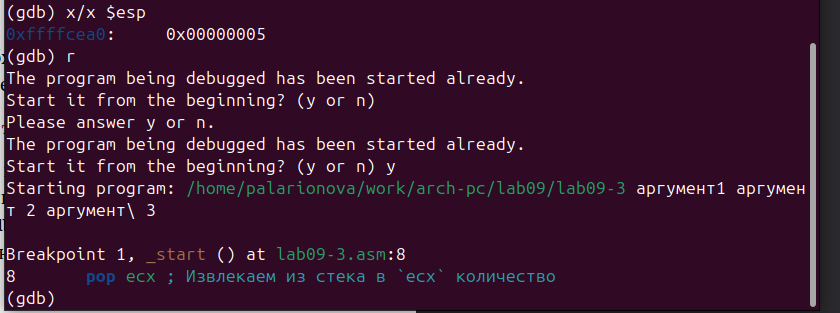 (gdb) x/x $esp
0xffffcea0:     0x00000005
(gdb) r
The program being debugged has been started already.
Start it from the beginning? (y or n)
Please answer y or n.
The program being debugged has been started already.
Start it from the beginning? (y or n) y
Starting program: /home/palarionova/work/arch-pc/lab09/lab09-3 аргумент1 аргумен
т 2 аргумент\ 3
Breakpoint 1, _start () at lab09-3.asm:8
8       pop ecx ; Извлекаем из стека в `ecx` количество
(gdb)